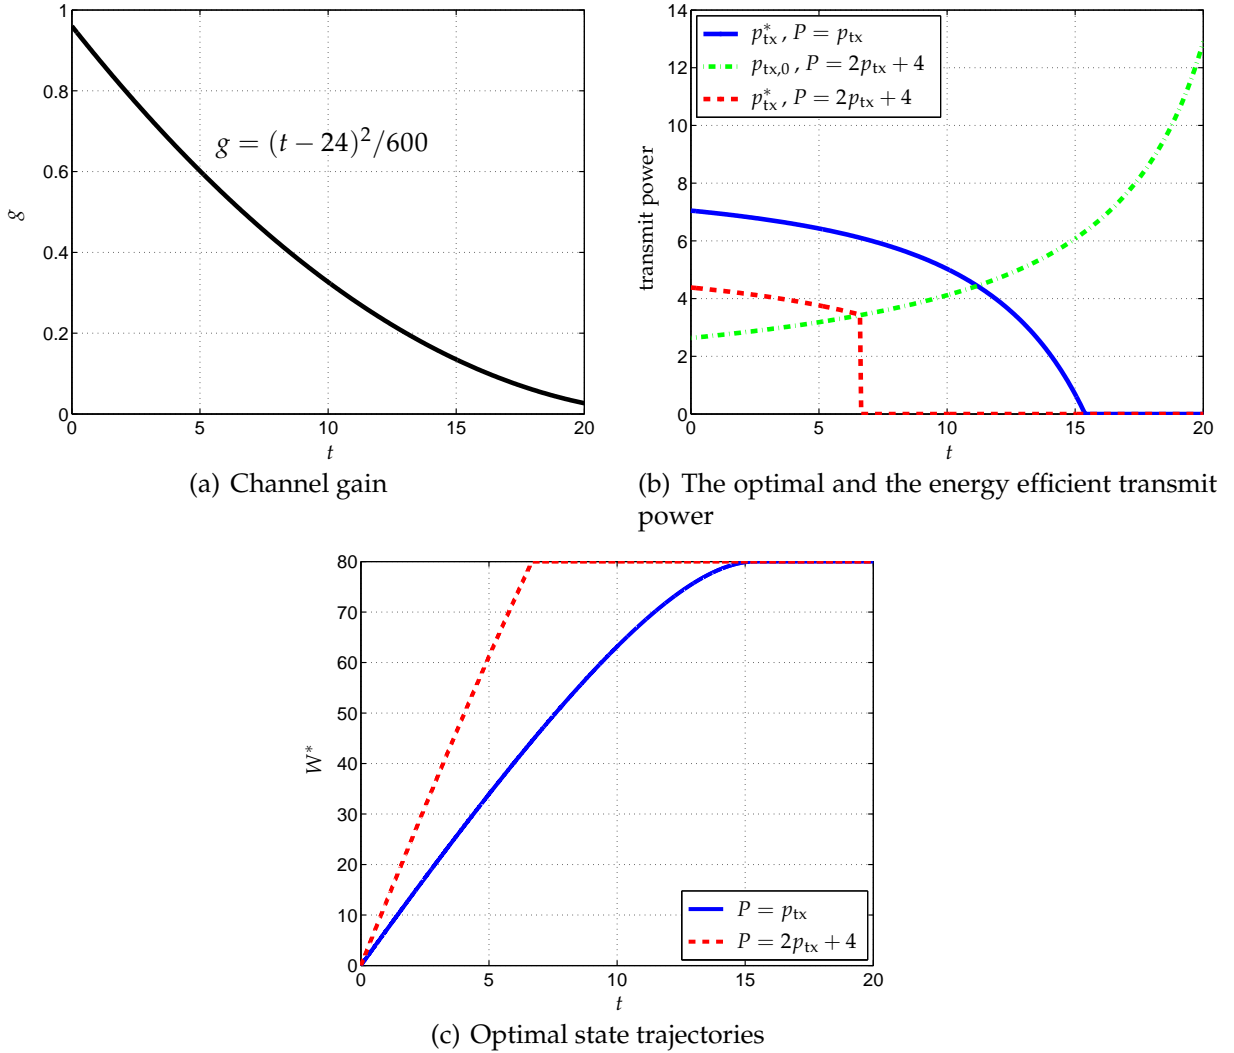 1
0.8
0.6
0.4
0.2
0
g
g = (t − 24)²/600
0 5 10 15 20
t
(a) Channel gain
14
12
10
8
6
4
2
0
transmit power
p*tx , P = ptx
ptx,0 , P = 2ptx + 4
p*tx , P = 2ptx + 4
0 5 10 15 20
t
(b) The optimal and the energy efficient transmit
power
80
70
60
50
40
30
20
10
0
W*
P = ptx
P = 2ptx + 4
0 5 10 15 20
t
(c) Optimal state trajectories